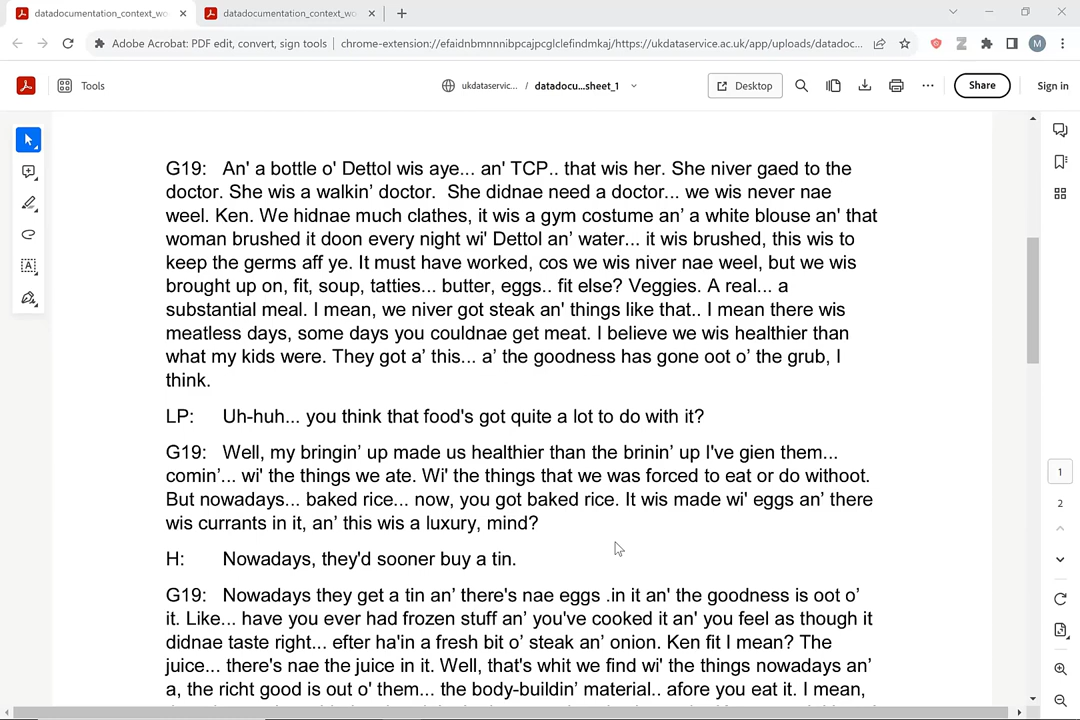 datadocumentation_context_wo
datadocumentation_context_wo
Adobe Acrobat: PDF edit, convert, sign tools
chrome-extension://efaidnbmnnnibpcajpcglclefindmkaj/https://ukdataservice.ac.uk/app/uploads/datadoc...
M
Tools
ukdataservic... / datadocu...sheet_1
Desktop
Share
Sign in
G19: An' a bottle o' Dettol wis aye... an' TCP.. that wis her. She niver gaed to the
doctor. She wis a walkin’ doctor. She didnae need a doctor... we wis never nae
weel. Ken. We hidnae much clathes, it wis a gym costume an’ a white blouse an' that
woman brushed it doon every night wi' Dettol an’ water... it wis brushed, this wis to
keep the germs aff ye. It must have worked, cos we wis niver nae weel, but we wis
brought up on, fit, soup, tatties... butter, eggs.. fit else? Veggies. A real... a
substantial meal. I mean, we niver got steak an’ things like that.. I mean there wis
meatless days, some days you couldnae get meat. I believe we wis healthier than
what my kids were. They got a’ this... a’ the goodness has gone oot o’ the grub, I
think.
LP: Uh-huh... you think that food's got quite a lot to do with it?
G19: Well, my bringin’ up made us healthier than the brinin’ up I've gien them...
comin’... wi' the things we ate. Wi' the things that we was forced to eat or do withoot.
But nowadays... baked rice... now, you got baked rice. It wis made wi' eggs an’ there
wis currants in it, an’ this wis a luxury, mind?
H: Nowadays, they'd sooner buy a tin.
G19: Nowadays they get a tin an’ there's nae eggs .in it an' the goodness is oot o’
it. Like... have you ever had frozen stuff an’ you've cooked it an' you feel as though it
didnae taste right... efter ha'in a fresh bit o’ steak an’ onion. Ken fit I mean? The
juice... there's nae the juice in it. Well, that's whit we find wi' the things nowadays an’
a, the richt good is out o' them... the body-buildin’ material.. afore you eat it. I mean,
1
2